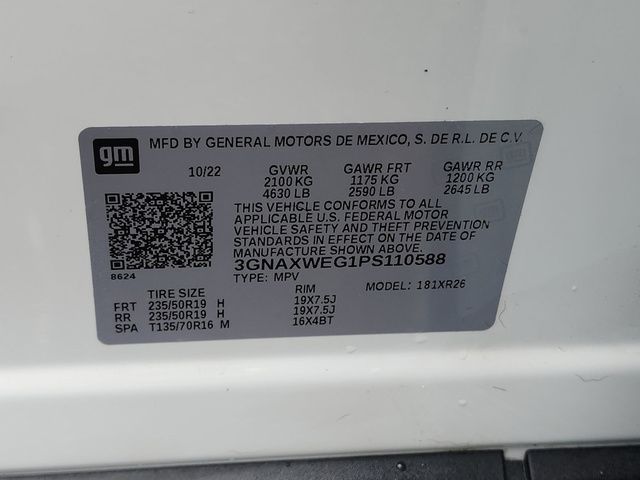 gm
MFD BY GENERAL MOTORS DE MEXICO, S. DE R.L. DE C.V.
10/22 GVWR GAWR FRT GAWR RR
2100 KG 1175 KG 1200 KG
4630 LB 2590 LB 2645 LB
THIS VEHICLE CONFORMS TO ALL
APPLICABLE U.S. FEDERAL MOTOR
VEHICLE SAFETY AND THEFT PREVENTION
STANDARDS IN EFFECT ON THE DATE OF
MANUFACTURE SHOWN ABOVE.
3GNAXWEG1PS110588
8624
TYPE: MPV MODEL: 181XR26
TIRE SIZE RIM
FRT 235/50R19 H 19X7.5J
RR 235/50R19 H 19X7.5J
SPA T135/70R16 M 16X4BT